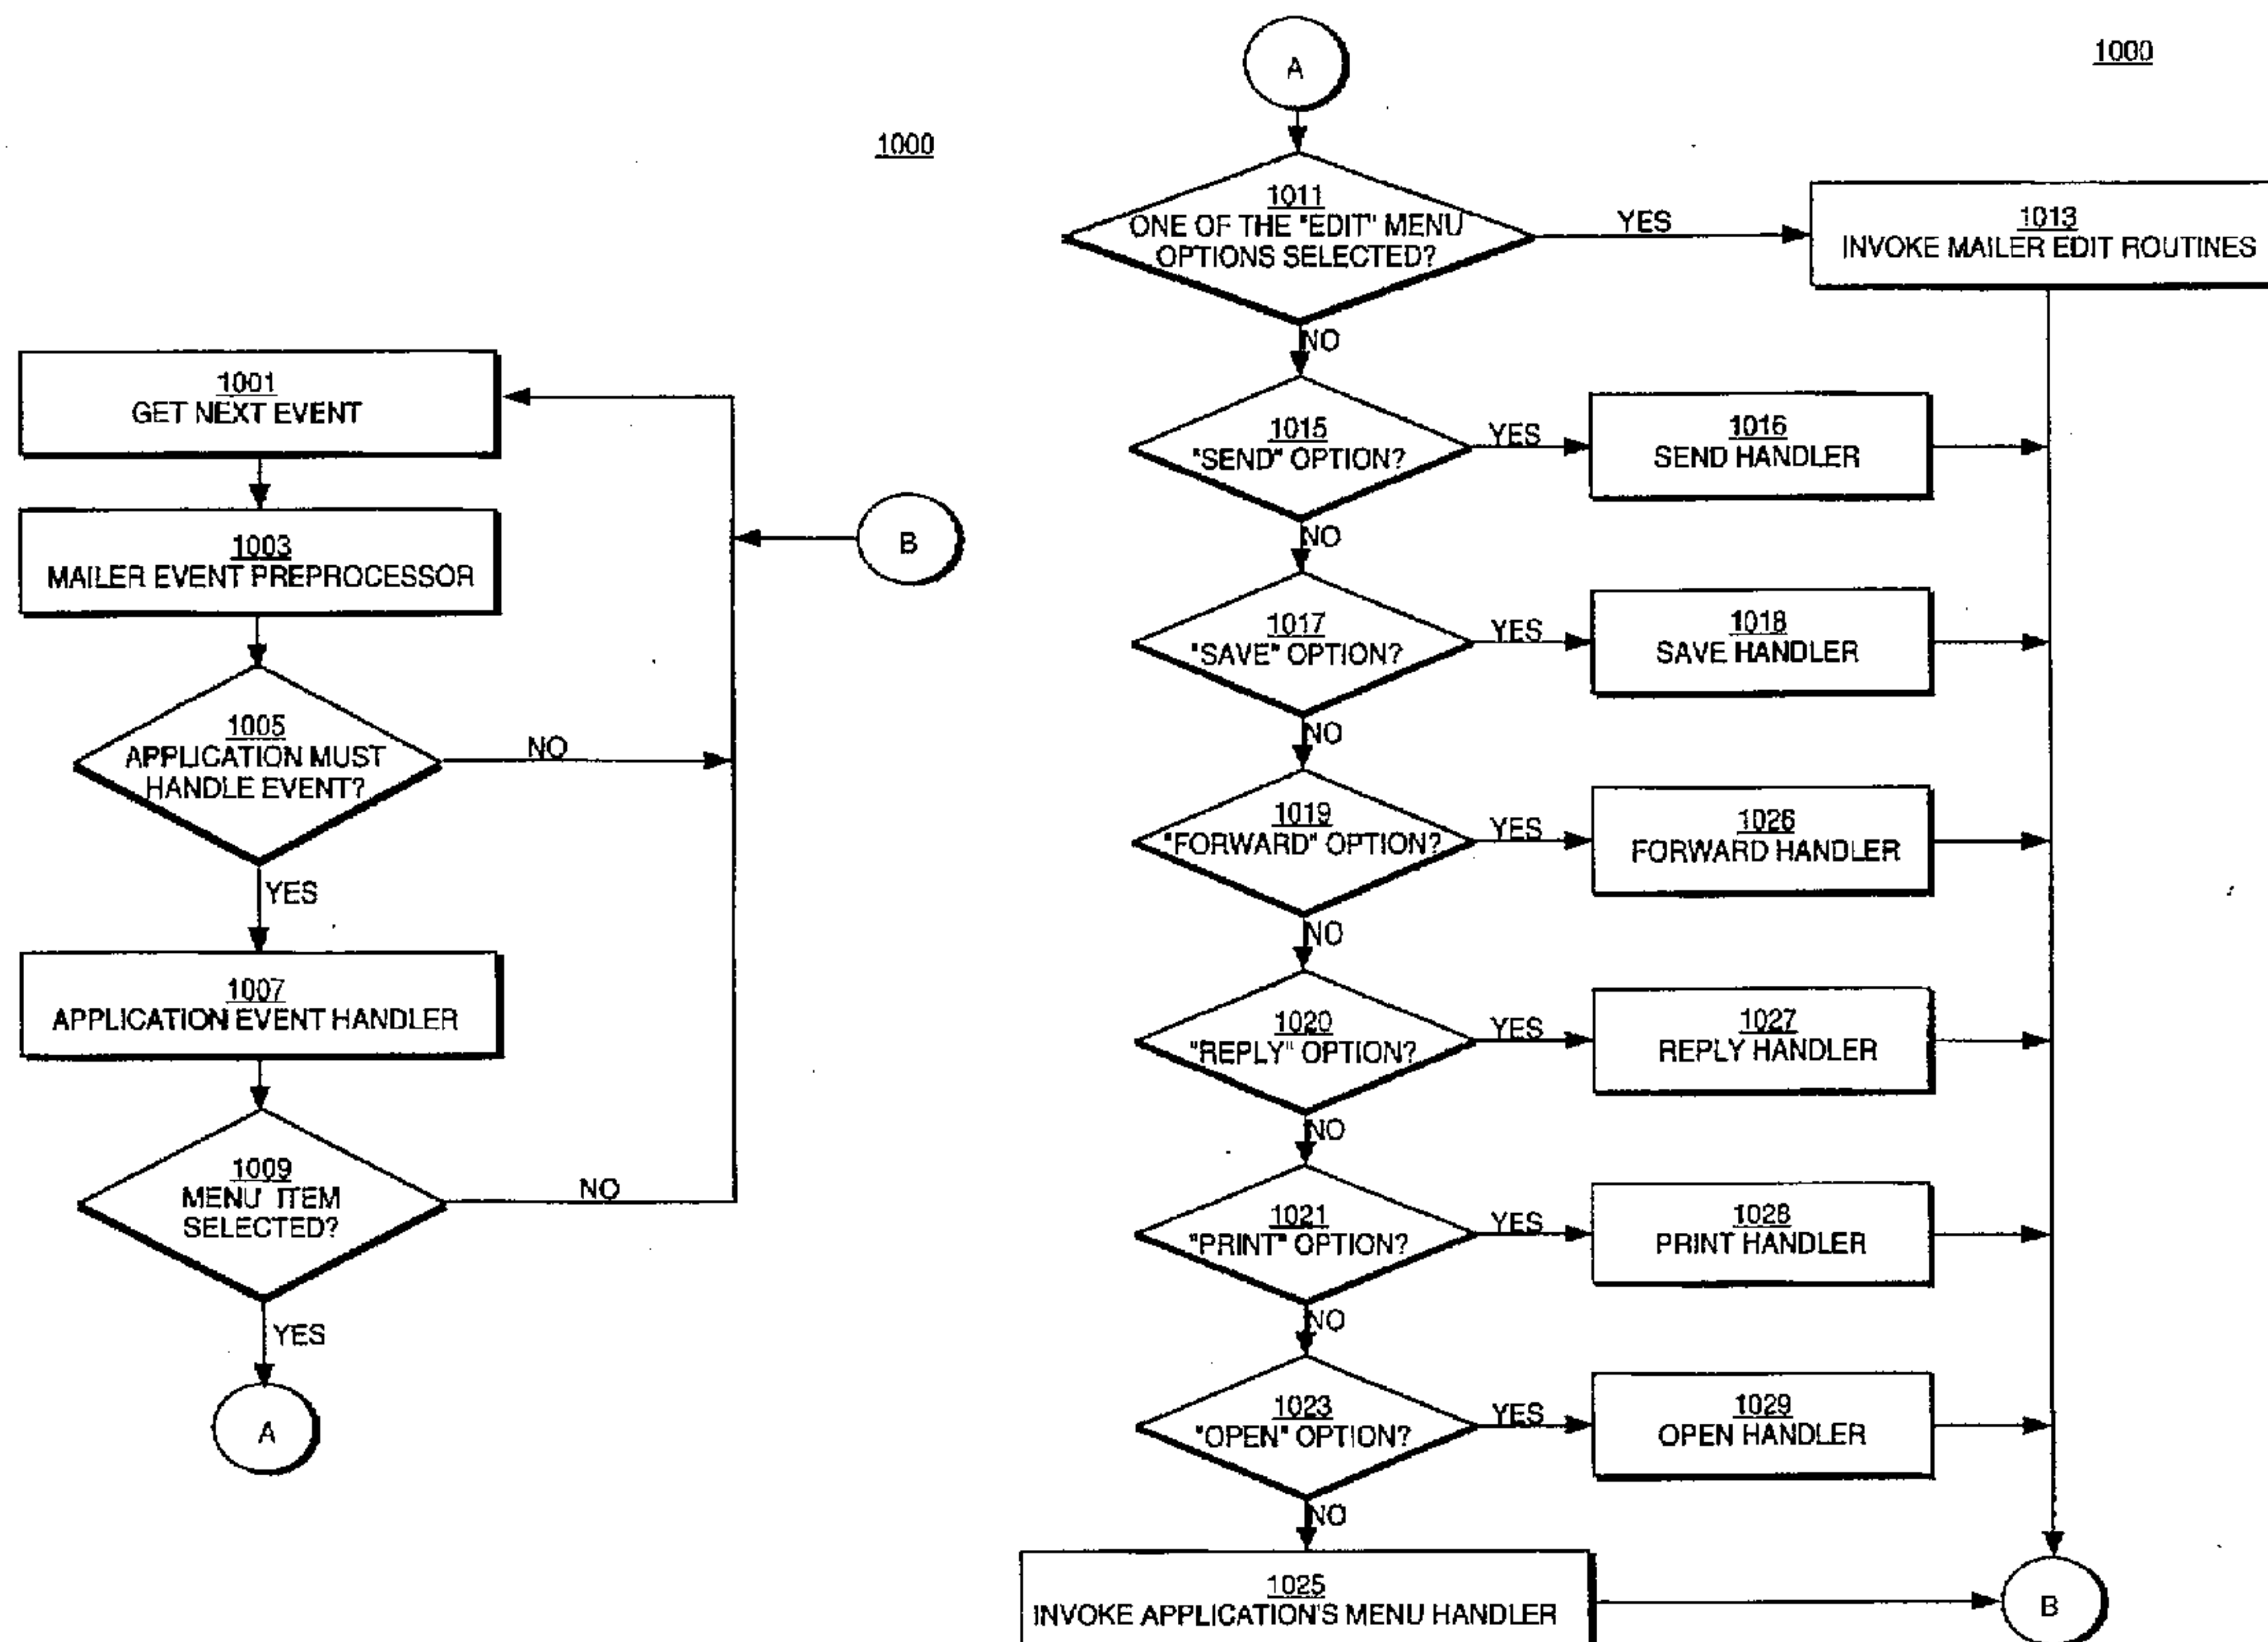 1000
1001
GET NEXT EVENT
1003
MAILER EVENT PREPROCESSOR
B
1005
APPLICATION MUST
HANDLE EVENT?
NO
YES
1007
APPLICATION EVENT HANDLER
1009
MENU ITEM
SELECTED?
NO
YES
A
1000
A
1011
ONE OF THE "EDIT" MENU
OPTIONS SELECTED?
YES
1013
INVOKE MAILER EDIT ROUTINES
NO
1015
"SEND" OPTION?
YES
1016
SEND HANDLER
NO
1017
"SAVE" OPTION?
YES
1018
SAVE HANDLER
NO
1019
"FORWARD" OPTION?
YES
1026
FORWARD HANDLER
NO
1020
"REPLY" OPTION?
YES
1027
REPLY HANDLER
NO
1021
"PRINT" OPTION?
YES
1028
PRINT HANDLER
NO
1023
"OPEN" OPTION?
YES
1029
OPEN HANDLER
NO
1025
INVOKE APPLICATION'S MENU HANDLER
B